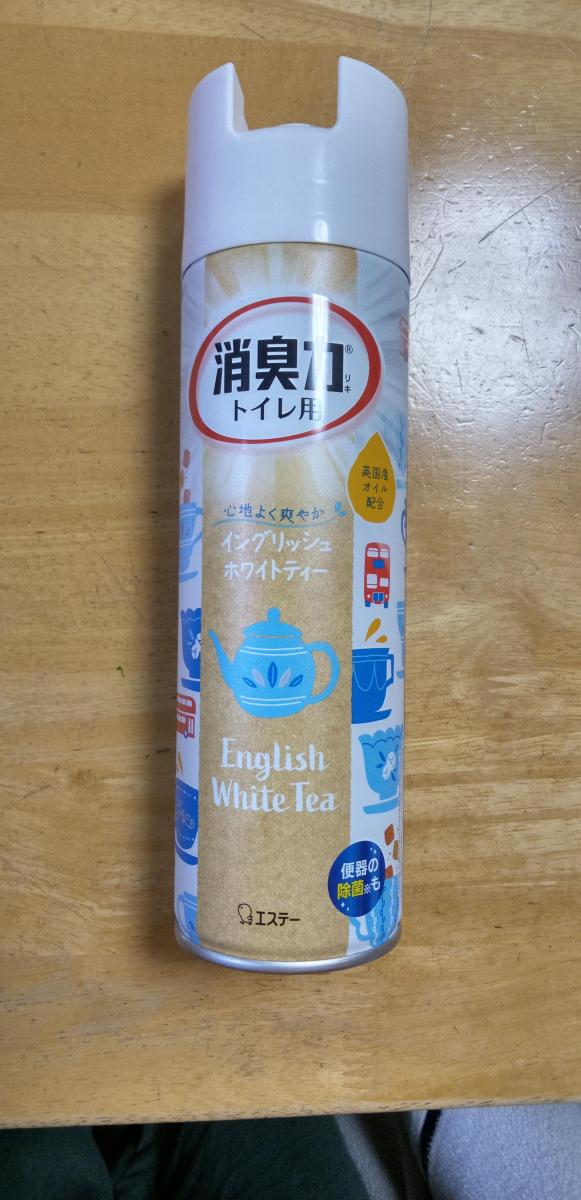 消臭力®
リキ
トイレ用
英国産
オイル
配合
心地よく爽やか
イングリッシュ
ホワイトティー
English
White Tea
便器の
除菌※も
エステー